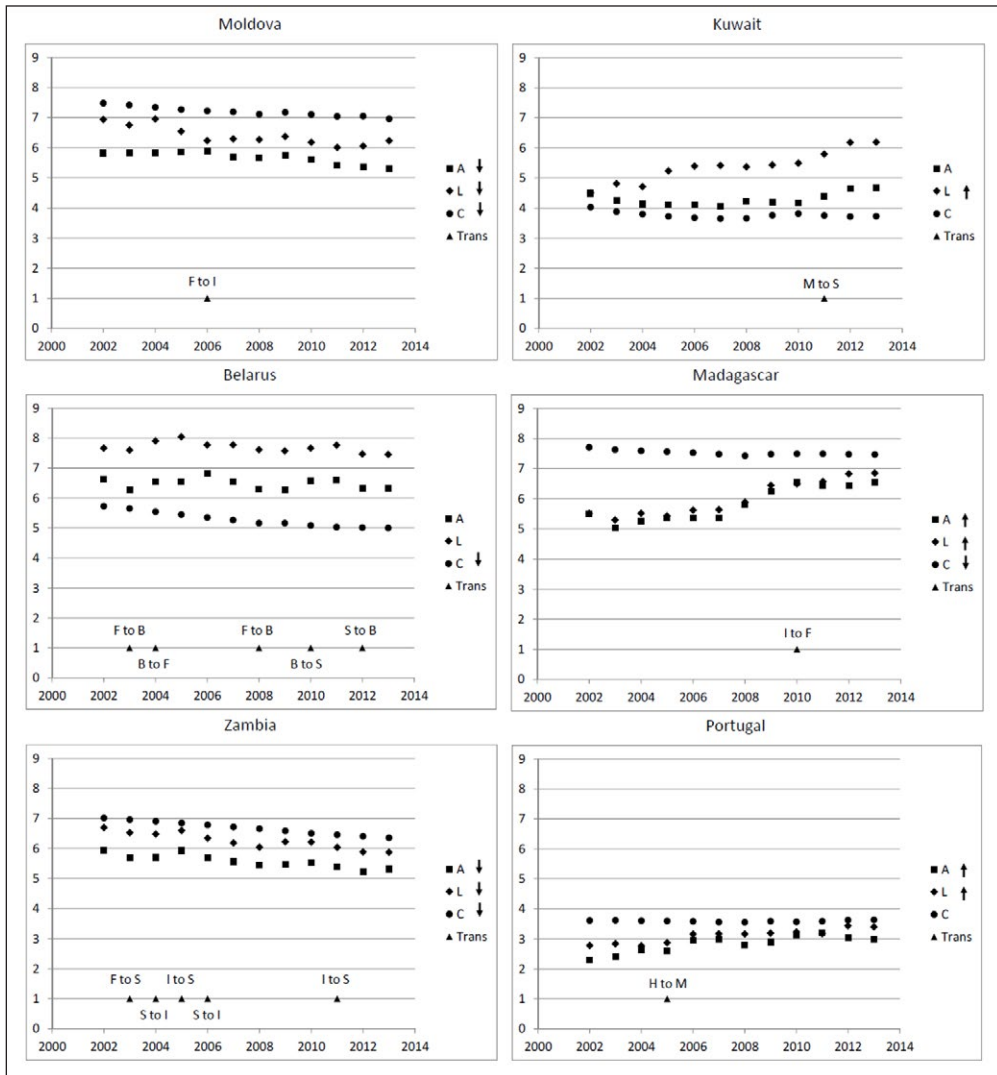 Moldova
9
8
7
6
5
4
3
2
1
0
F to I
2000 2002 2004 2006 2008 2010 2012 2014
A ↓
L ↓
C ↓
Trans
Kuwait
9
8
7
6
5
4
3
2
1
0
M to S
2000 2002 2004 2006 2008 2010 2012 2014
A
L ↑
C
Trans
Belarus
9
8
7
6
5
4
3
2
1
0
F to B F to B S to B
B to F B to S
2000 2002 2004 2006 2008 2010 2012 2014
A
L
C ↓
Trans
Madagascar
9
8
7
6
5
4
3
2
1
0
I to F
2000 2002 2004 2006 2008 2010 2012 2014
A ↑
L ↑
C ↓
Trans
Zambia
9
8
7
6
5
4
3
2
1
0
F to S I to S I to S
S to I S to I
2000 2002 2004 2006 2008 2010 2012 2014
A ↓
L ↓
C ↓
Trans
Portugal
9
8
7
6
5
4
3
2
1
0
H to M
2000 2002 2004 2006 2008 2010 2012 2014
A ↑
L ↑
C
Trans